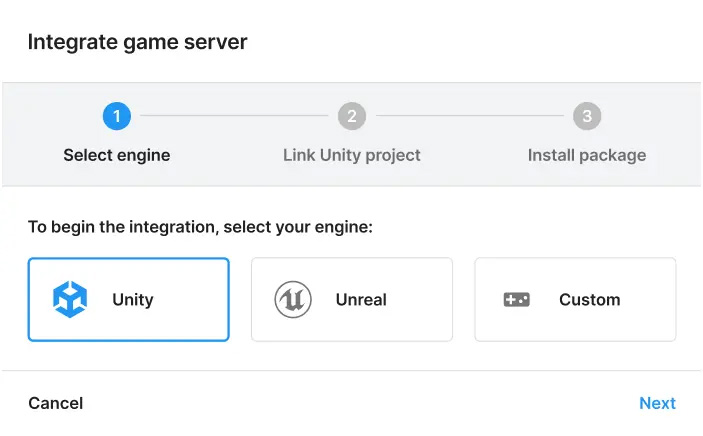 Integrate game server
1 2 3
Select engine Link Unity project Install package
To begin the integration, select your engine:
Unity Unreal Custom
Cancel Next